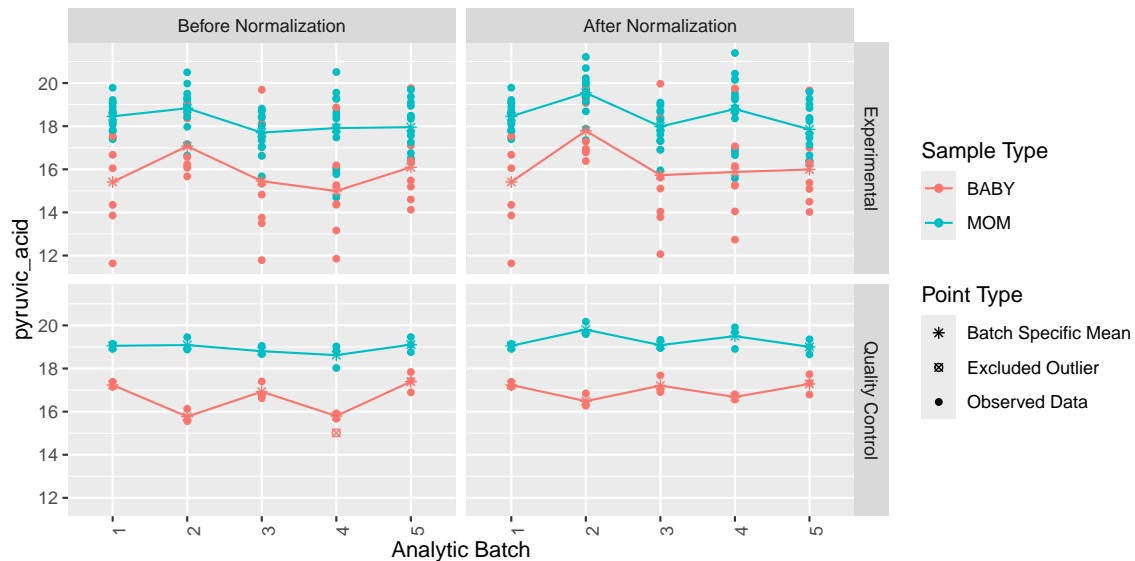 Before Normalization
After Normalization
pyruvic_acid
20
18
16
14
12
Experimental
20
18
16
14
12
Quality Control
1
2
3
4
5
1
2
3
4
5
Analytic Batch
Sample Type
BABY
MOM
Point Type
Batch Specific Mean
Excluded Outlier
Observed Data